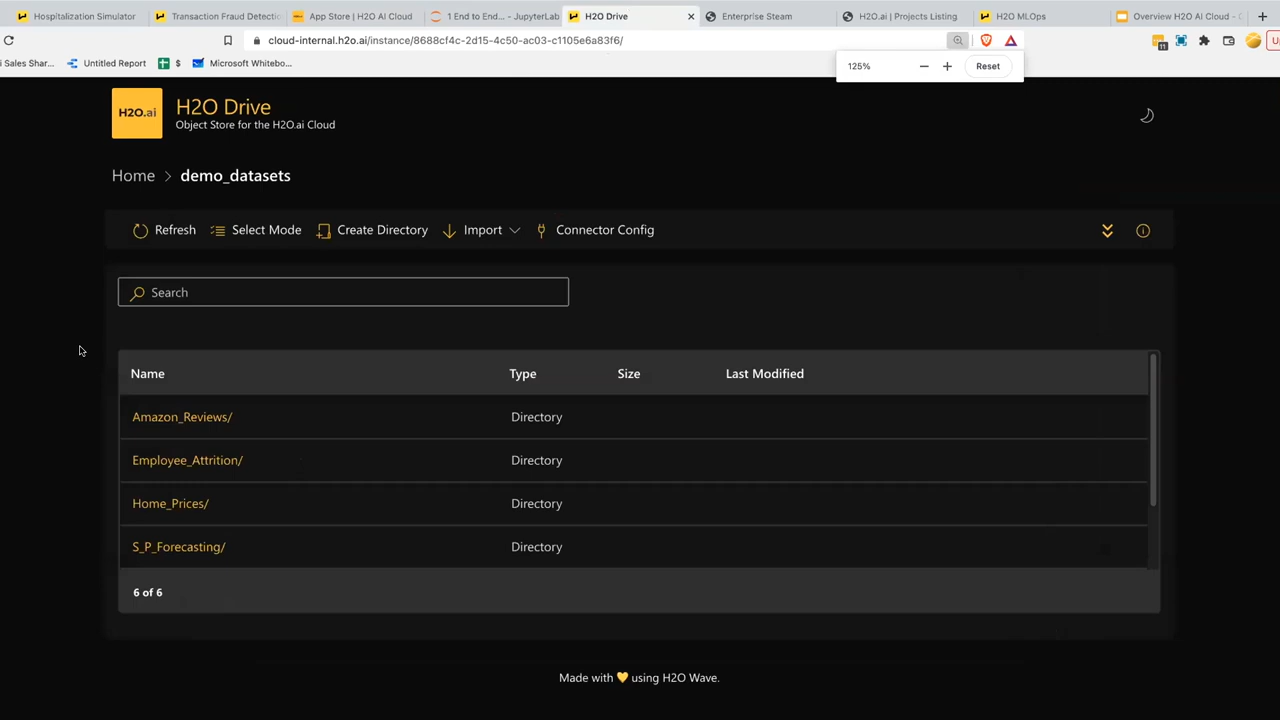 Hospitalization Simulator
Transaction Fraud Detectio
App Store | H2O AI Cloud
1 End to End... - JupyterLab
H2O Drive
Enterprise Steam
H2O.ai | Projects Listing
H2O MLOps
Overview H2O AI Cloud -
cloud-internal.h2o.ai/instance/8688cf4c-2d15-4c50-ac03-c1105e6a83f6/
11
i Sales Shar...
Untitled Report
$
Microsoft Whitebo...
125%
Reset
H2O.ai
H2O Drive
Object Store for the H2O.ai Cloud
Home > demo_datasets
Refresh
Select Mode
Create Directory
Import
Connector Config
Search
Name Type Size Last Modified
Amazon_Reviews/ Directory
Employee_Attrition/ Directory
Home_Prices/ Directory
S_P_Forecasting/ Directory
6 of 6
Made with 💛 using H2O Wave.